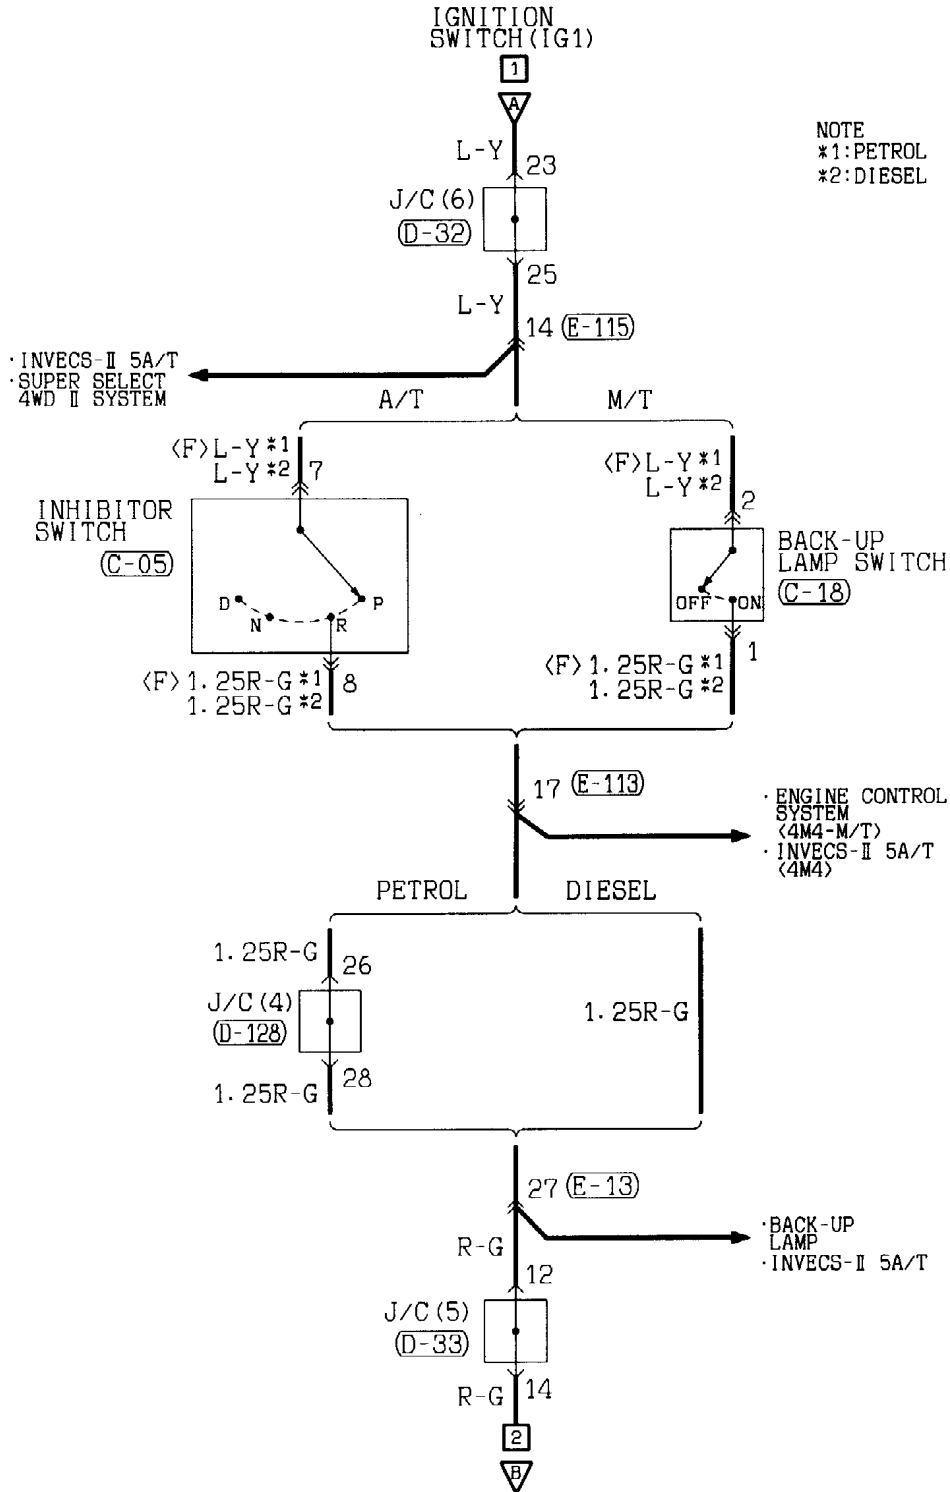 IGNITION
SWITCH(IG1)
1
A
NOTE
*1:PETROL
*2:DIESEL
L-Y
23
J/C(6)
D-32
25
L-Y
14 E-115
·INVECS-II 5A/T
·SUPER SELECT
4WD II SYSTEM
A/T
M/T
<F>L-Y*1
L-Y*2
7
<F>L-Y*1
L-Y*2
2
INHIBITOR
SWITCH
C-05
D
N
R
P
BACK-UP
LAMP SWITCH
C-18
OFF
ON
<F>1.25R-G*1
1.25R-G*2
8
<F>1.25R-G*1
1.25R-G*2
1
17 E-113
·ENGINE CONTROL
SYSTEM
<4M4-M/T>
·INVECS-II 5A/T
<4M4>
PETROL
DIESEL
1.25R-G
26
J/C(4)
D-128
1.25R-G
28
1.25R-G
27 E-13
·BACK-UP
LAMP
·INVECS-II 5A/T
R-G
12
J/C(5)
D-33
R-G
14
2
B